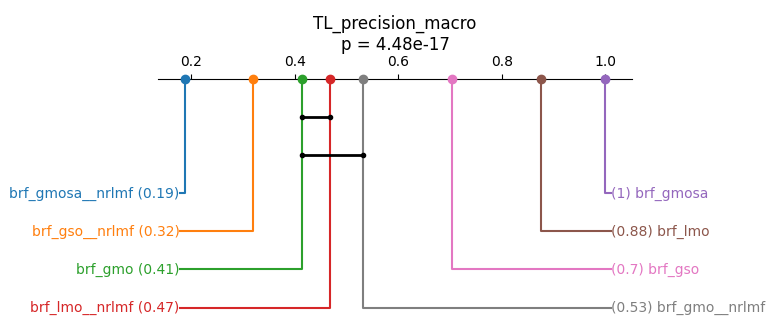 TL_precision_macro
p = 4.48e-17
0.2 0.4 0.6 0.8 1.0
brf_gmosa__nrlmf (0.19) (1) brf_gmosa
brf_gso__nrlmf (0.32) (0.88) brf_lmo
brf_gmo (0.41) (0.7) brf_gso
brf_lmo__nrlmf (0.47) (0.53) brf_gmo__nrlmf